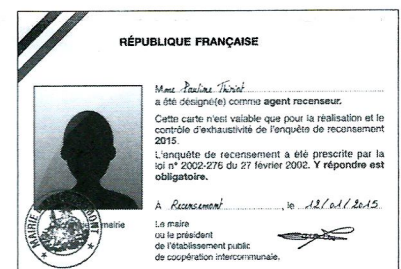 RÉPUBLIQUE FRANÇAISE
Mme Pauline Thiriot
a été désigné(e) comme agent recenseur.
Cette carte n'est valable que pour la réalisation et le
contrôle d'exhaustivité de l'enquête de recensement
2015.
L'enquête de recensement a été prescrite par la
loi n° 2002-276 du 27 février 2002. Y répondre est
obligatoire.
À Recensemont, le 12/01/2015
mairie
Le maire
ou le président
de l'établissement public
de coopération intercommunale.
MAIRIE